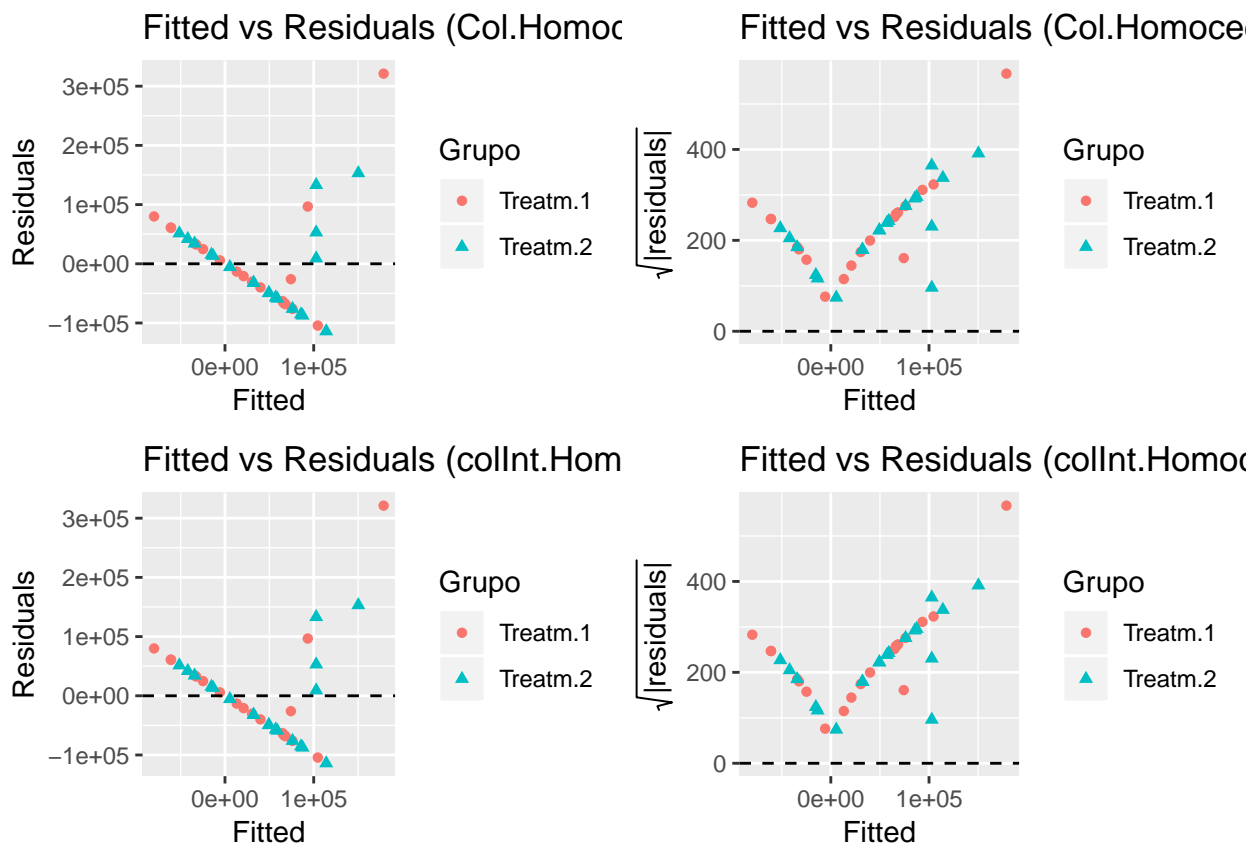 Fitted vs Residuals (Col.Homoc
Residuals
3e+05
2e+05
1e+05
0e+00
−1e+05
0e+00 1e+05
Fitted
Grupo
Treatm.1
Treatm.2
Fitted vs Residuals (Col.Homoce
√|residuals|
400
200
0
0e+00 1e+05
Fitted
Grupo
Treatm.1
Treatm.2
Fitted vs Residuals (colInt.Hom
Residuals
3e+05
2e+05
1e+05
0e+00
−1e+05
0e+00 1e+05
Fitted
Grupo
Treatm.1
Treatm.2
Fitted vs Residuals (colInt.Homoc
√|residuals|
400
200
0
0e+00 1e+05
Fitted
Grupo
Treatm.1
Treatm.2